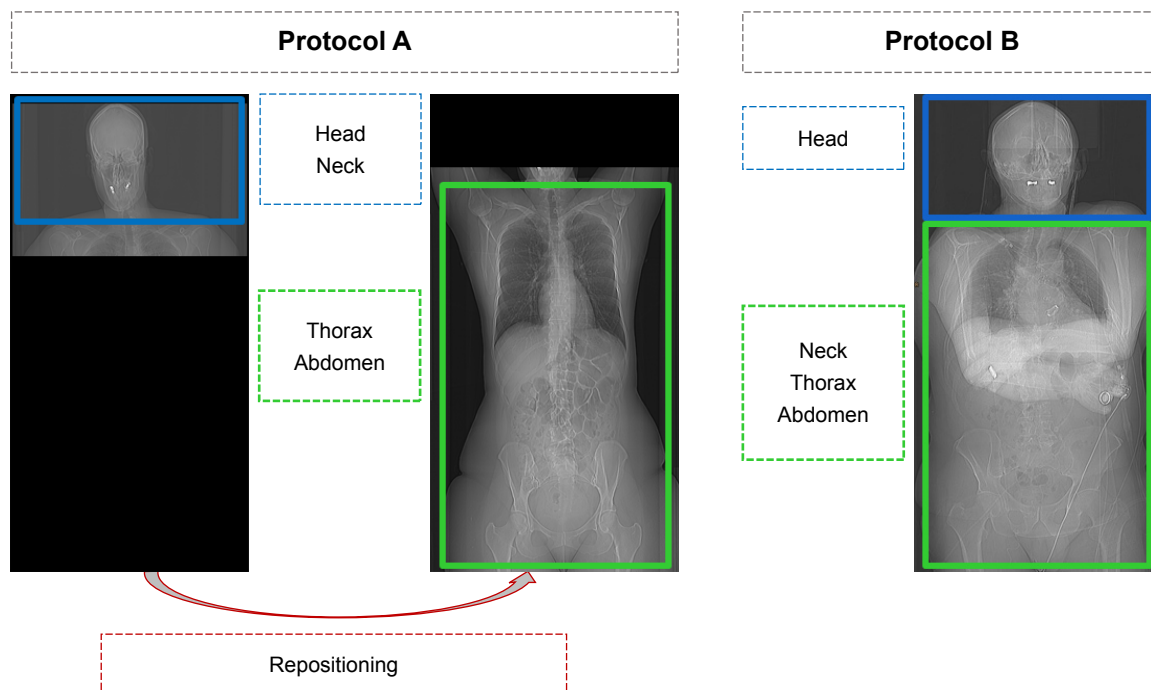 Protocol A
Protocol B
Head
Neck
Thorax
Abdomen
Head
Neck
Thorax
Abdomen
Repositioning